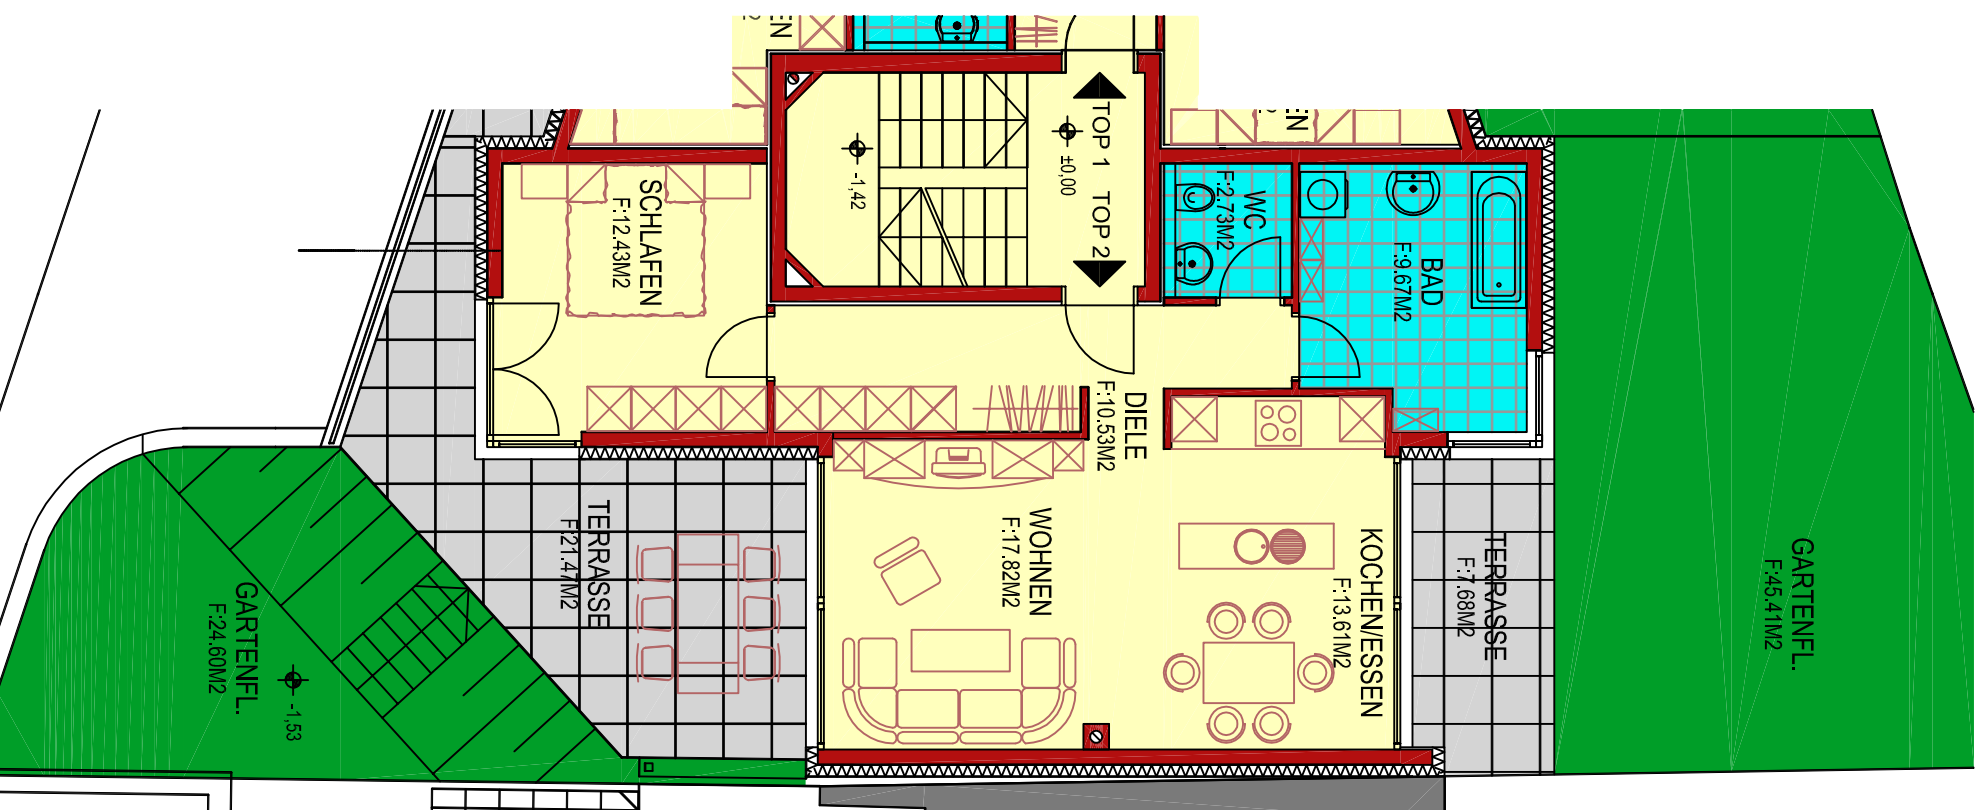 TOP 1
TOP 2
±0,00
-1,42
SCHLAFEN
F:12.43M2
WC
F:2.73M2
BAD
F:9.67M2
DIELE
F:10.53M2
WOHNEN
F:17.82M2
KOCHEN/ESSEN
F:13.61M2
TERRASSE
F:21.47M2
TERRASSE
F:7.68M2
GARTENFL.
F:24.60M2
-1,53
GARTENFL.
F:45.41M2
EN
EN